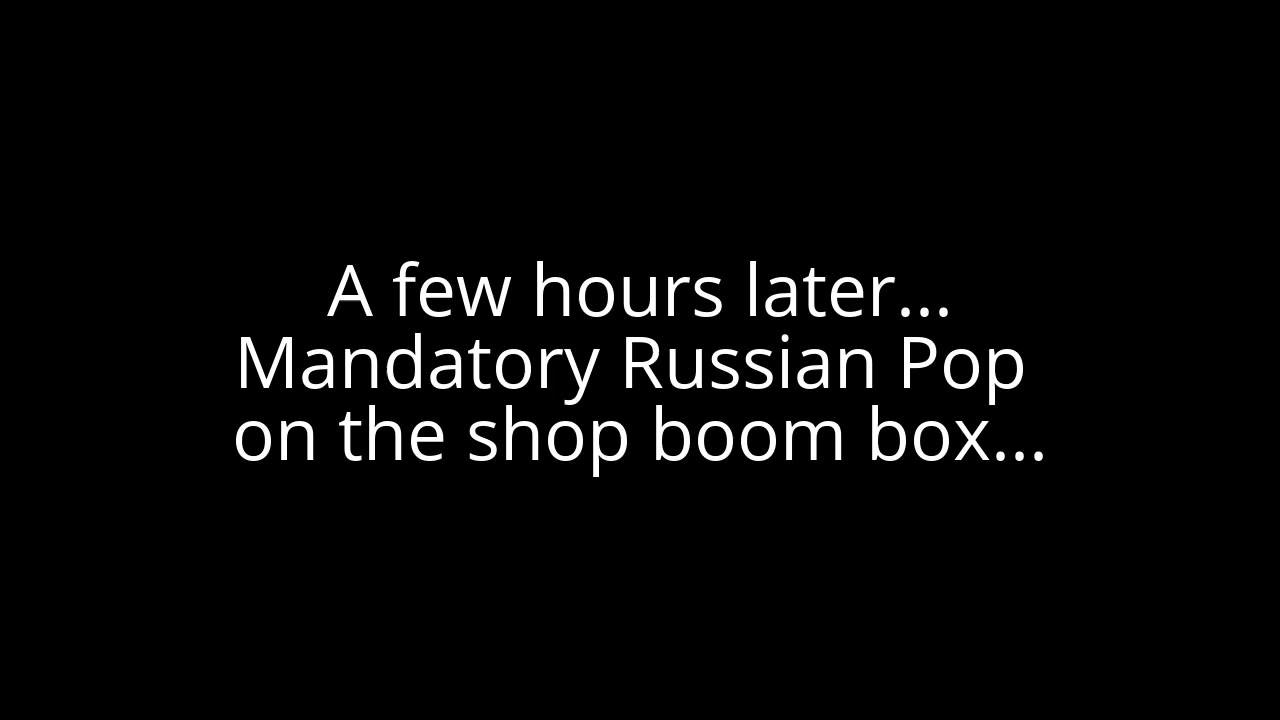 A few hours later...
Mandatory Russian Pop
on the shop boom box...